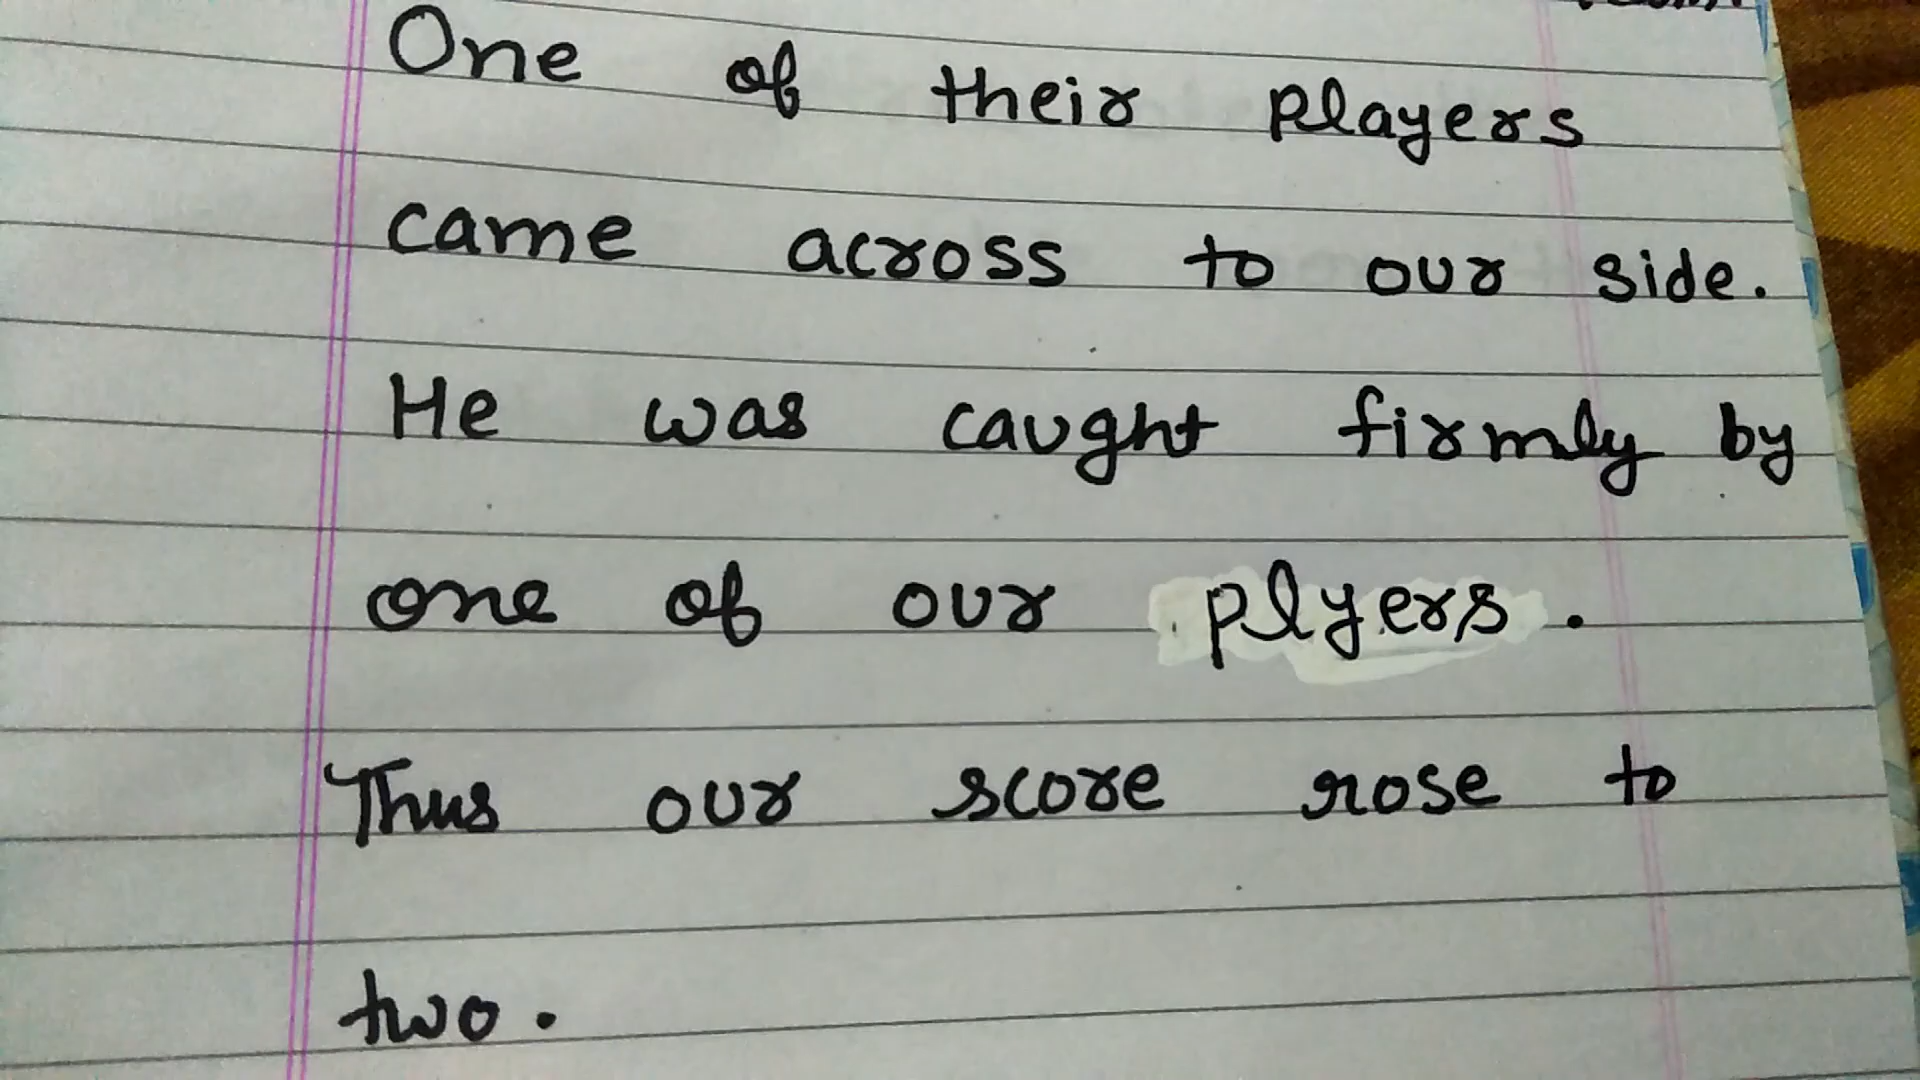 One of their players
came across to our side.
He was caught firmly by
one of our plyers.
Thus our score rose to
two.